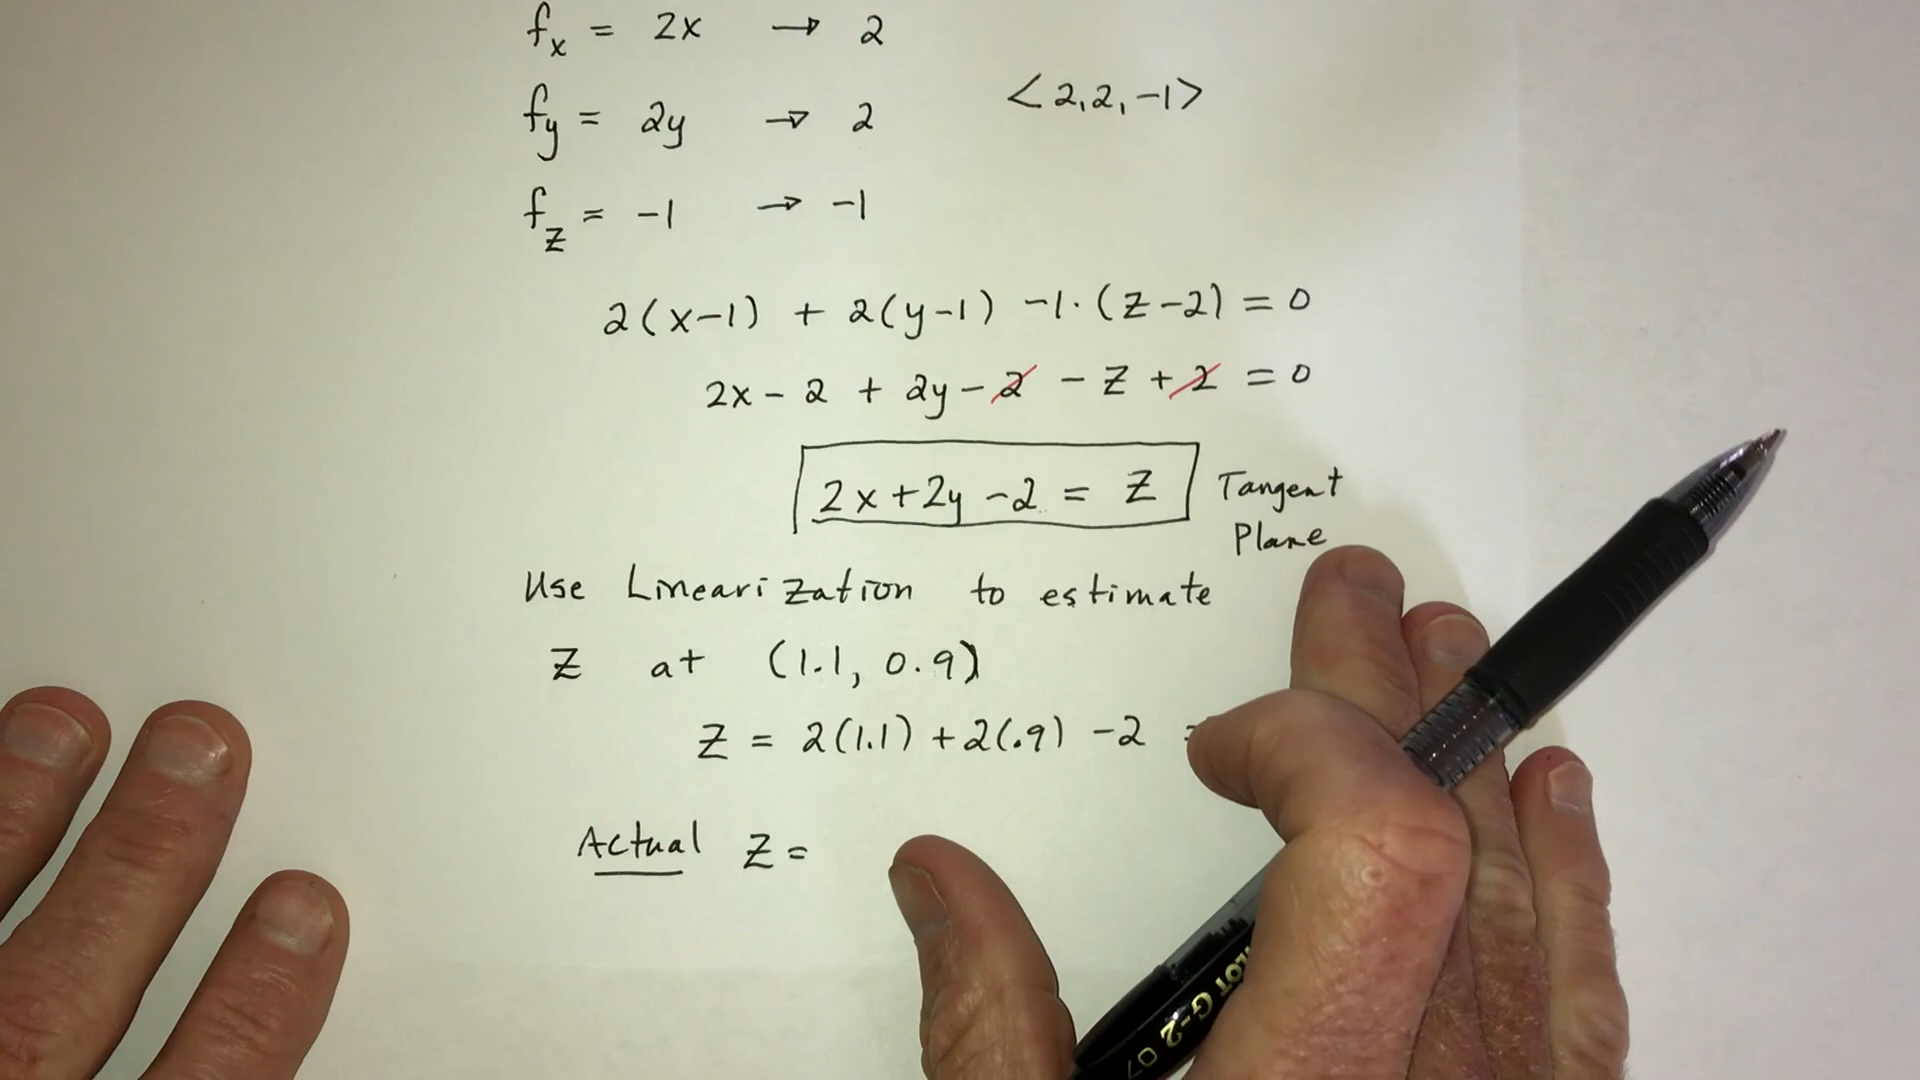 fx = 2x → 2
fy = 2y → 2 <2,2,-1>
fz = -1 → -1
2(x-1) + 2(y-1) -1·(z-2) = 0
2x - 2 + 2y - 2 - z + 2 = 0
2x+2y-2 = z Tangent
Plane
Use Linearization to estimate
z at (1.1, 0.9)
z = 2(1.1) + 2(.9) - 2
Actual z =
G-2 07